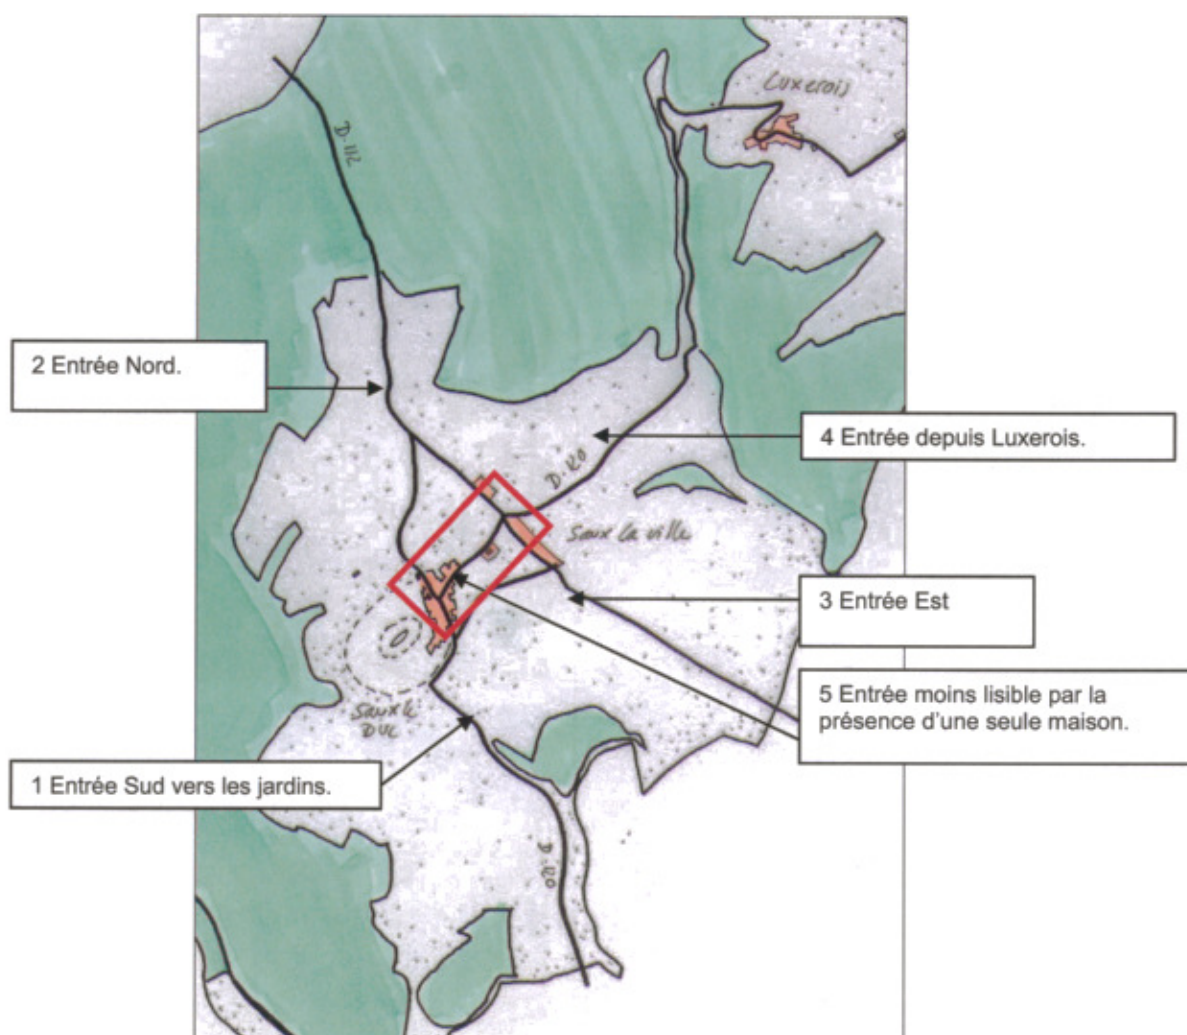 Luxerois
D.112
2 Entrée Nord.
4 Entrée depuis Luxerois.
D.120
Saux la ville
3 Entrée Est
5 Entrée moins lisible par la
présence d'une seule maison.
Saux le
DUC
1 Entrée Sud vers les jardins.
D.120